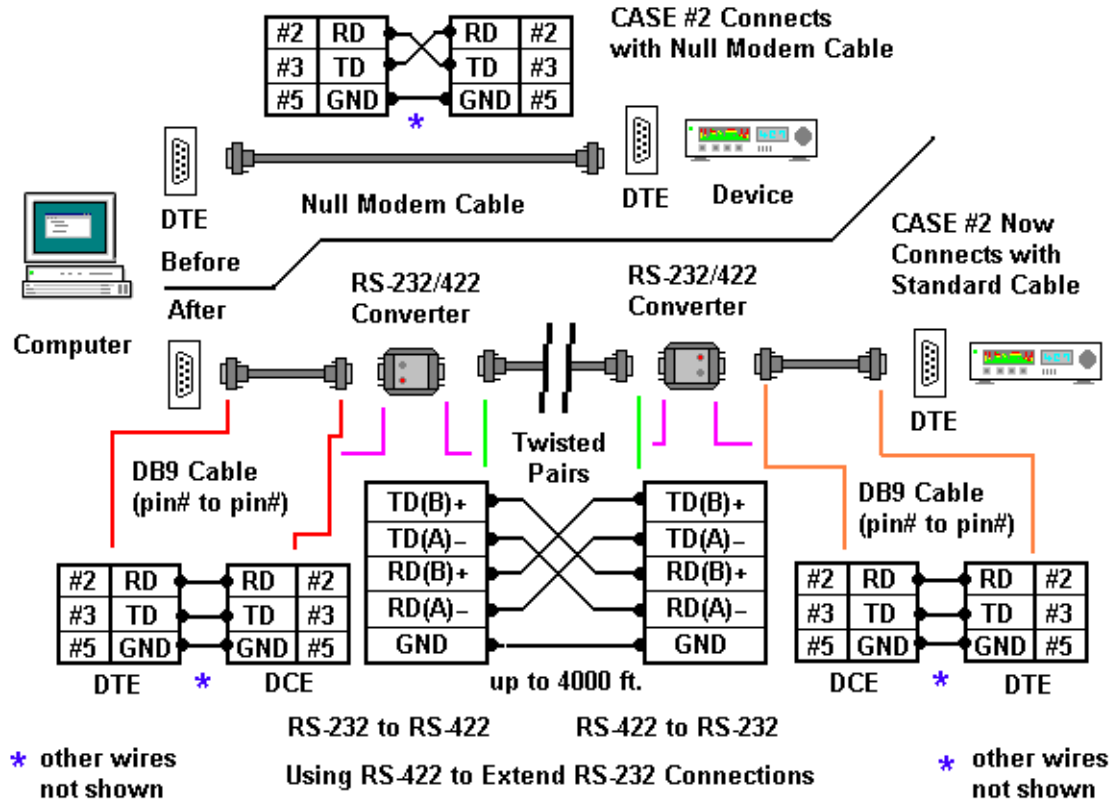 CASE #2 Connects
with Null Modem Cable
#2 RD RD #2
#3 TD TD #3
#5 GND GND #5
*
DTE
Null Modem Cable
DTE
Device
Before
After
Computer
CASE #2 Now
Connects with
Standard Cable
RS-232/422
Converter
RS-232/422
Converter
DTE
Twisted
Pairs
DB9 Cable
(pin# to pin#)
DB9 Cable
(pin# to pin#)
TD(B)+ TD(B)+
TD(A)- TD(A)-
RD(B)+ RD(B)+
RD(A)- RD(A)-
GND GND
#2 RD RD #2
#3 TD TD #3
#5 GND GND #5
DTE * DCE
#2 RD RD #2
#3 TD TD #3
#5 GND GND #5
DCE * DTE
up to 4000 ft.
RS-232 to RS-422
RS-422 to RS-232
* other wires
not shown
Using RS-422 to Extend RS-232 Connections
* other wires
not shown